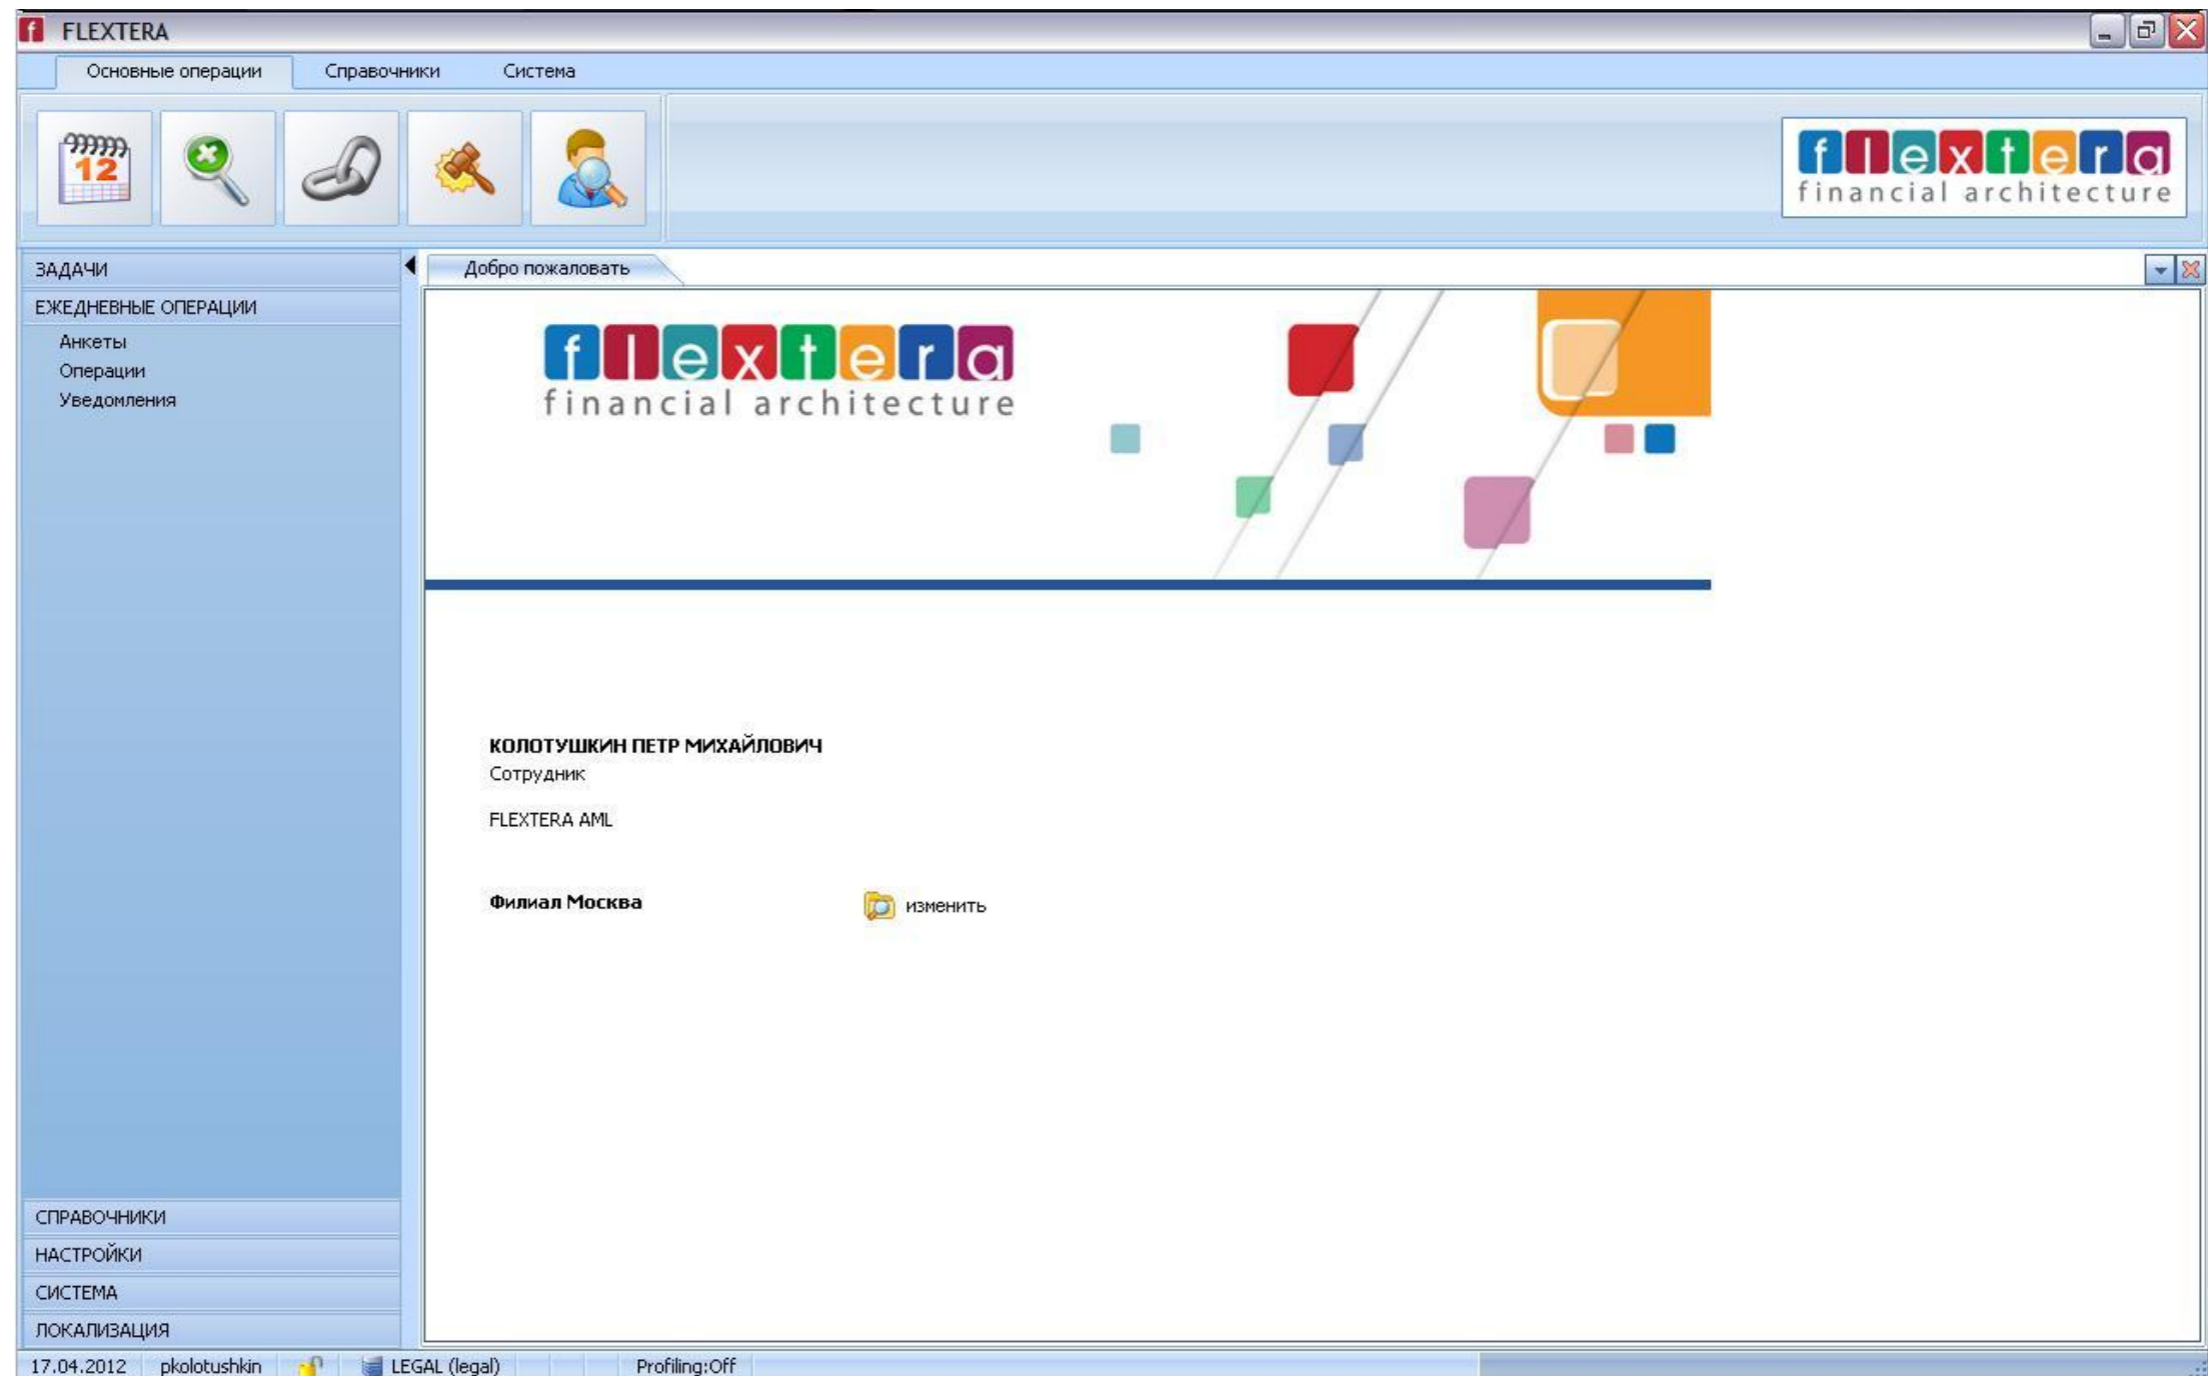 FLEXTERA
Основные операции Справочники Система
12
flextera
financial architecture
ЗАДАЧИ
Добро пожаловать
ЕЖЕДНЕВНЫЕ ОПЕРАЦИИ
Анкеты
Операции
Уведомления
flextera
financial architecture
КОЛОТУШКИН ПЕТР МИХАЙЛОВИЧ
Сотрудник
FLEXTERA AML
Филиал Москва изменить
СПРАВОЧНИКИ
НАСТРОЙКИ
СИСТЕМА
ЛОКАЛИЗАЦИЯ
17.04.2012 pkolotushkin LEGAL (legal) Profiling:Off